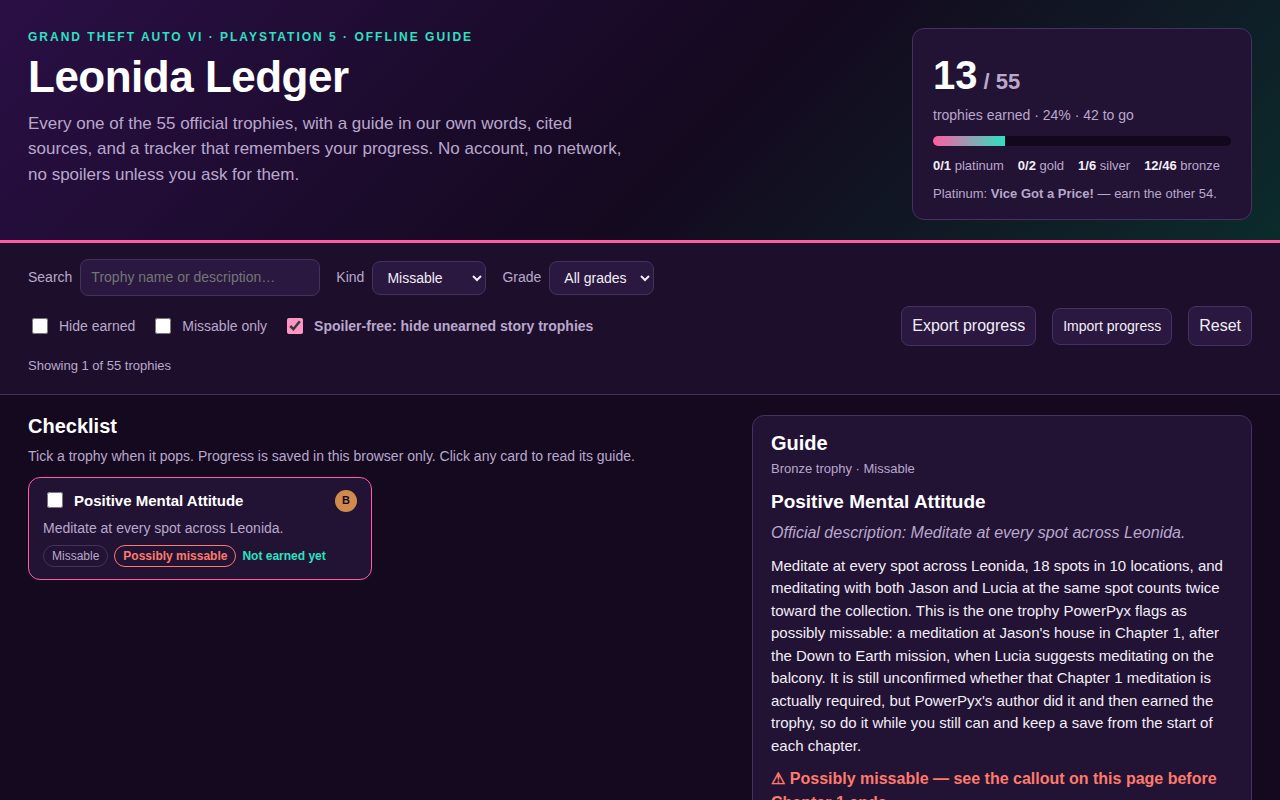 GRAND THEFT AUTO VI · PLAYSTATION 5 · OFFLINE GUIDE
Leonida Ledger
Every one of the 55 official trophies, with a guide in our own words, cited
sources, and a tracker that remembers your progress. No account, no network,
no spoilers unless you ask for them.
13 / 55
trophies earned · 24% · 42 to go
0/1 platinum 0/2 gold 1/6 silver 12/46 bronze
Platinum: Vice Got a Price! — earn the other 54.
Search Trophy name or description… Kind Missable Grade All grades
Hide earned Missable only Spoiler-free: hide unearned story trophies
Export progress Import progress Reset
Showing 1 of 55 trophies
Checklist
Tick a trophy when it pops. Progress is saved in this browser only. Click any card to read its guide.
Positive Mental Attitude B
Meditate at every spot across Leonida.
Missable Possibly missable Not earned yet
Guide
Bronze trophy · Missable
Positive Mental Attitude
Official description: Meditate at every spot across Leonida.
Meditate at every spot across Leonida, 18 spots in 10 locations, and
meditating with both Jason and Lucia at the same spot counts twice
toward the collection. This is the one trophy PowerPyx flags as
possibly missable: a meditation at Jason's house in Chapter 1, after
the Down to Earth mission, when Lucia suggests meditating on the
balcony. It is still unconfirmed whether that Chapter 1 meditation is
actually required, but PowerPyx's author did it and then earned the
trophy, so do it while you still can and keep a save from the start of
each chapter.
⚠ Possibly missable — see the callout on this page before
Chapter 1 ends.